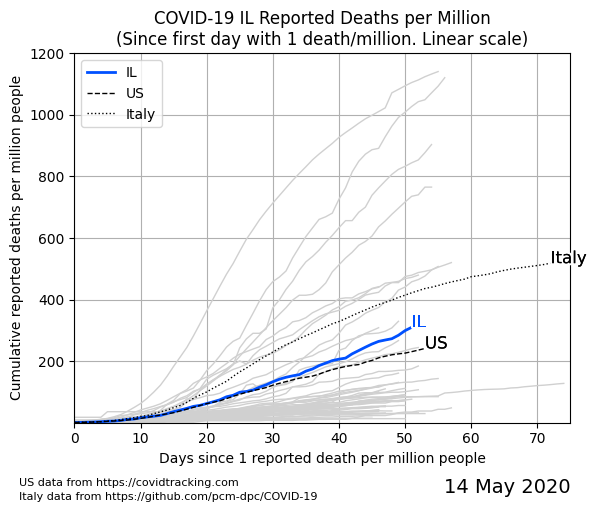 COVID-19 IL Reported Deaths per Million
(Since first day with 1 death/million. Linear scale)
Cumulative reported deaths per million people
1200
1000
800
600
400
200
IL
US
Italy
Italy
IL
US
0 10 20 30 40 50 60 70
Days since 1 reported death per million people
US data from https://covidtracking.com
Italy data from https://github.com/pcm-dpc/COVID-19
14 May 2020